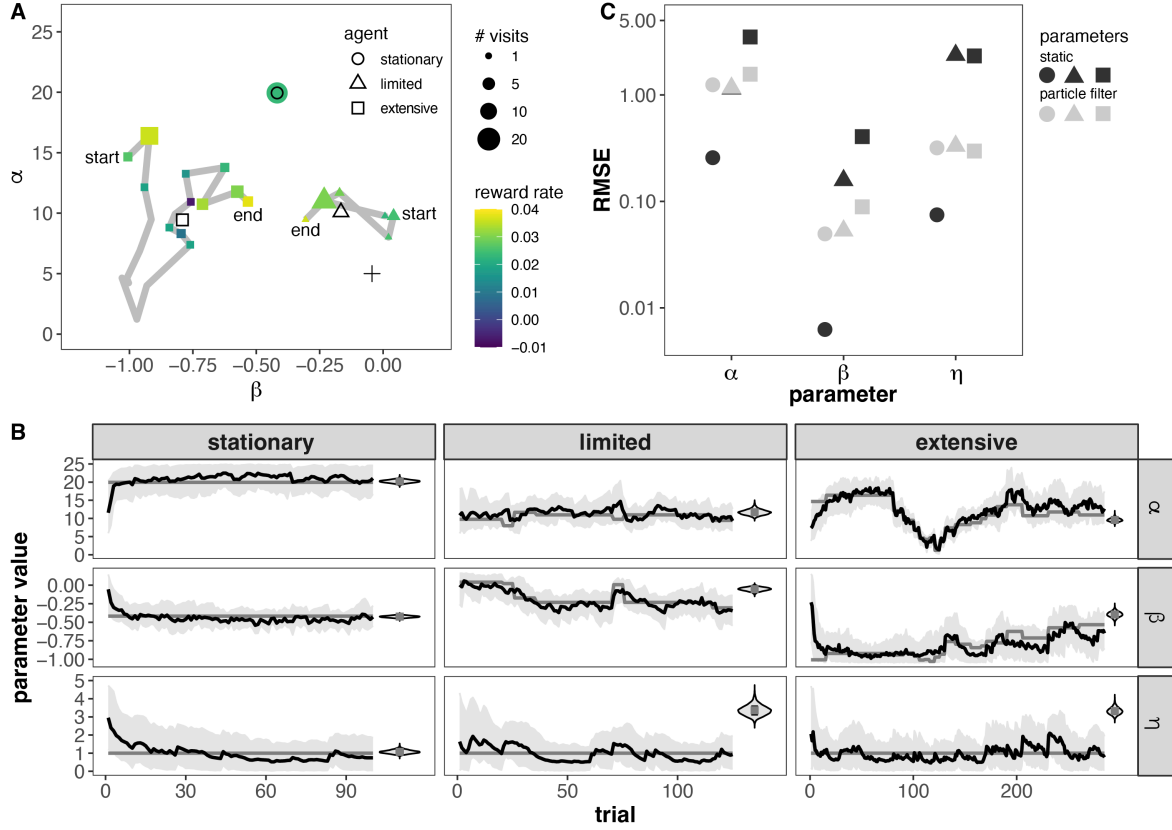 A
25
20
15
10
5
0
α
−1.00
−0.75
−0.50
−0.25
0.00
β
start
end
end
start
agent
stationary
limited
extensive
# visits
1
5
10
20
reward rate
0.04
0.03
0.02
0.01
0.00
−0.01
C
5.00
1.00
0.10
0.01
RMSE
α
β
η
parameter
parameters
static
particle filter
B
stationary
limited
extensive
parameter value
25
20
15
10
5
0
α
0.00
−0.25
−0.50
−0.75
−1.00
β
5
4
3
2
1
0
η
0
30
60
90
0
50
100
0
100
200
trial